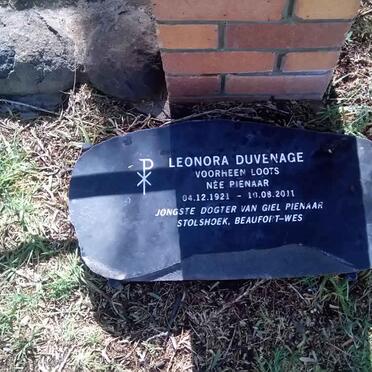 LEONORA DUVENAGE
VOORHEEN LOOTS
NÉE PIENAAR
04.12.1921 - 10.08.2011
JONGSTE DOGTER VAN GIEL PIENAAR
STOLSHOEK, BEAUFORT-WES